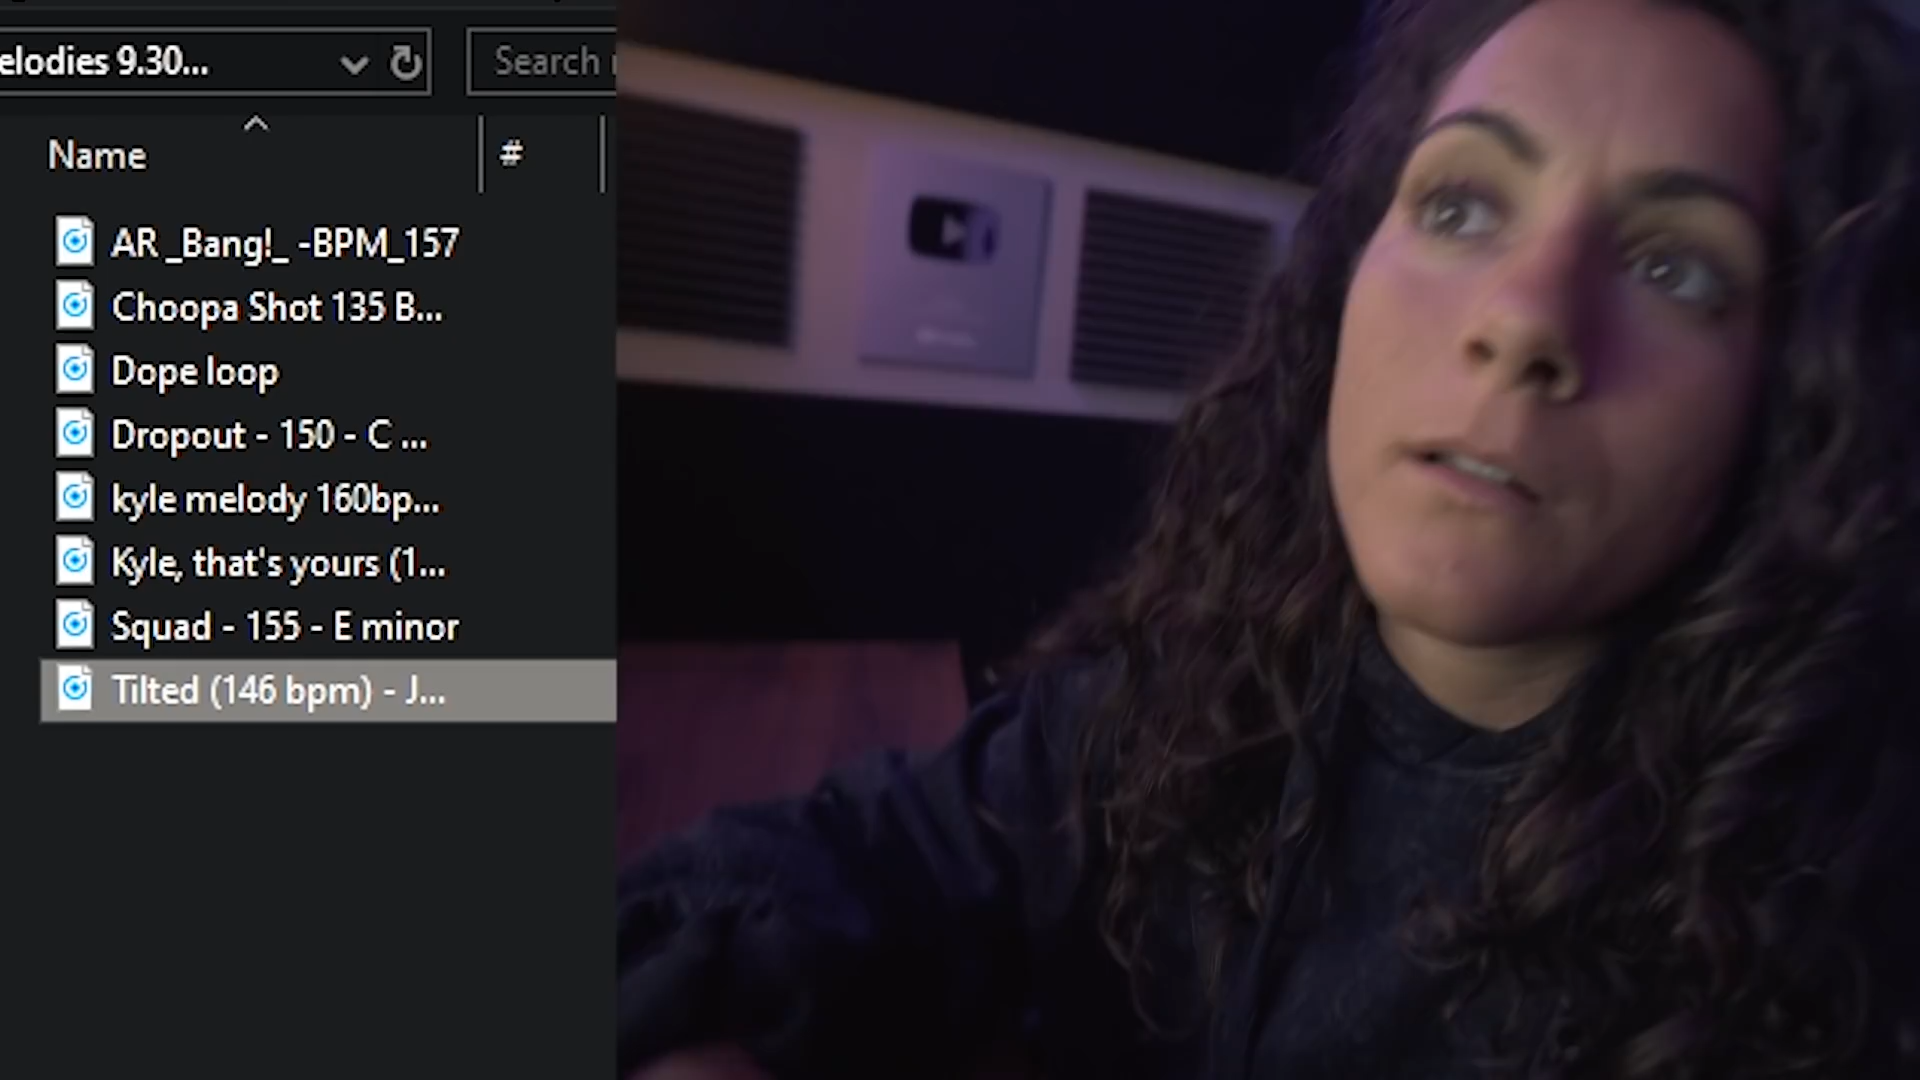 elodies 9.30...
Search
Name
#
AR _Bang!_ -BPM_157
Choopa Shot 135 B...
Dope loop
Dropout - 150 - C ...
kyle melody 160bp...
Kyle, that's yours (1...
Squad - 155 - E minor
Tilted (146 bpm) - J...